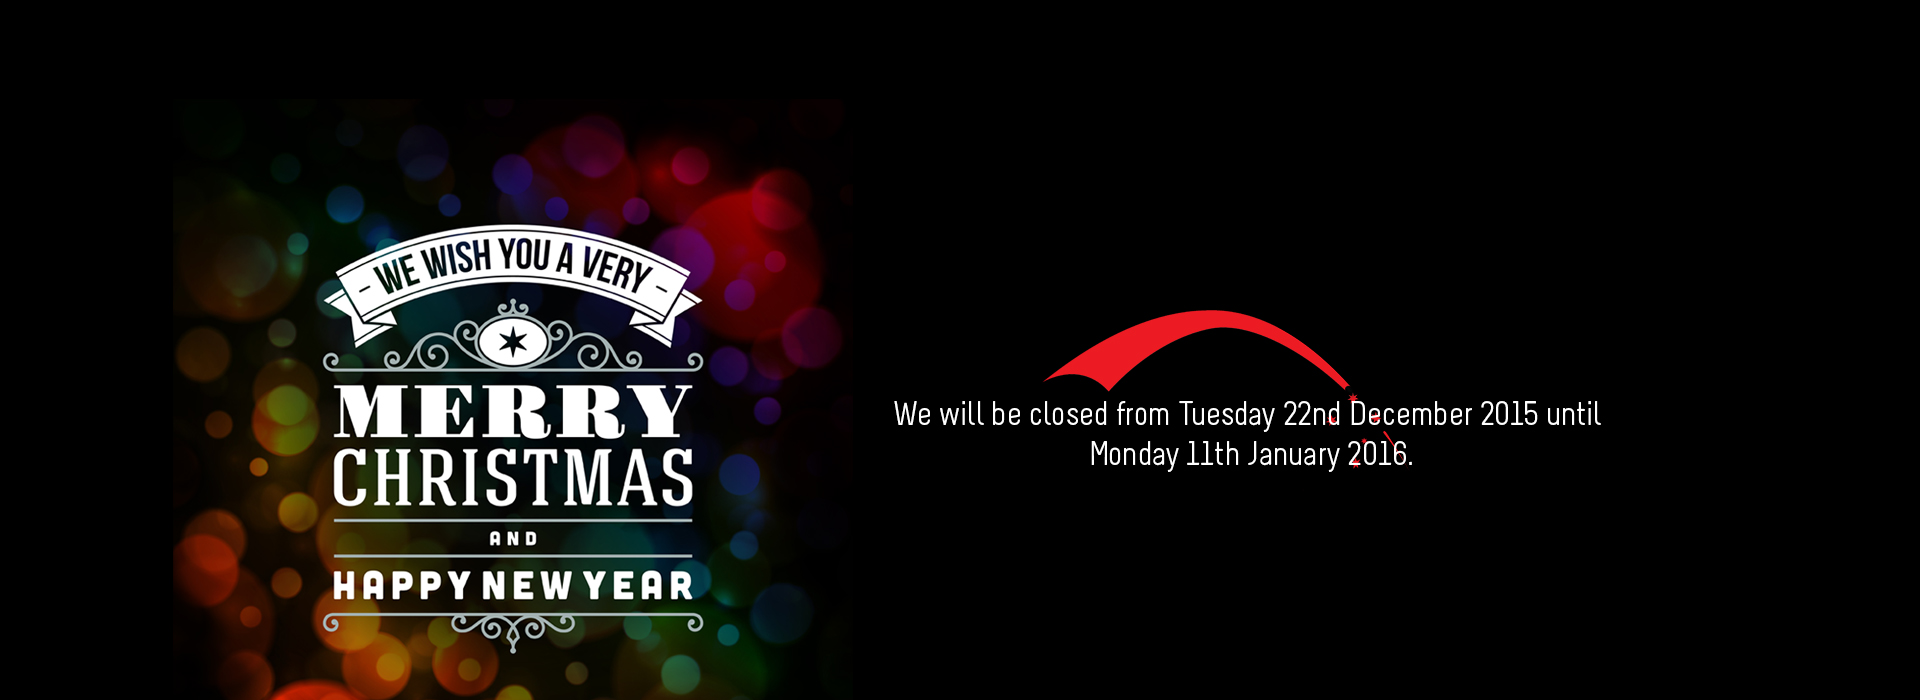 - WE WISH YOU A VERY -
MERRY
CHRISTMAS
AND
HAPPY NEW YEAR
We will be closed from Tuesday 22nd December 2015 until
Monday 11th January 2016.